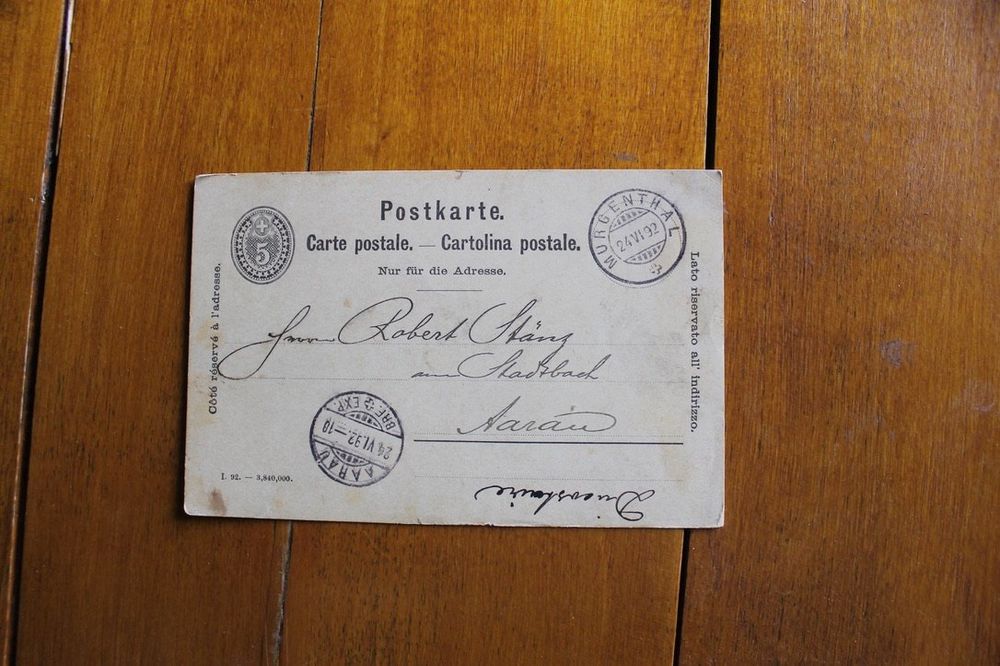 Postkarte.
Carte postale. — Cartolina postale.
Nur für die Adresse.
5
MURGENTHAL
24 VI 92
Côté réservé à l'adresse.
Lato riservato all' indirizzo.
Herrn Robert Stänz
am Stadtbach
Aarau
BRF. EXP.
24.VI.92.—10
AARAU
I. 92. — 3,840,000.